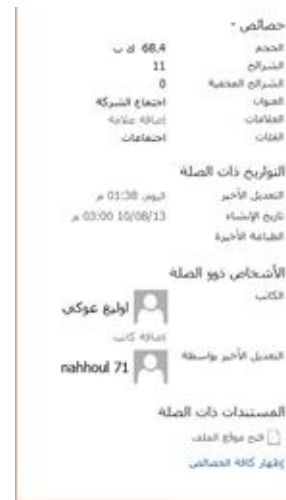 خصائص
الحجم 68,4 ك ب
الشرائح 11
الشرائح المخفية 0
العنوان اجتماع الشركة
العلامات إضافة علامة
الفئات اجتماعات
التواريخ ذات الصلة
التعديل الأخير اليوم، 01:38 م
تاريخ الإنشاء 10/08/13 03:00 م
الطباعة الأخيرة
الأشخاص ذوو الصلة
الكاتب
اوليغ عوكي
إضافة كاتب
التعديل الأخير بواسطة
nahhoul 71
المستندات ذات الصلة
فتح موقع الملف
إظهار كافة الخصائص